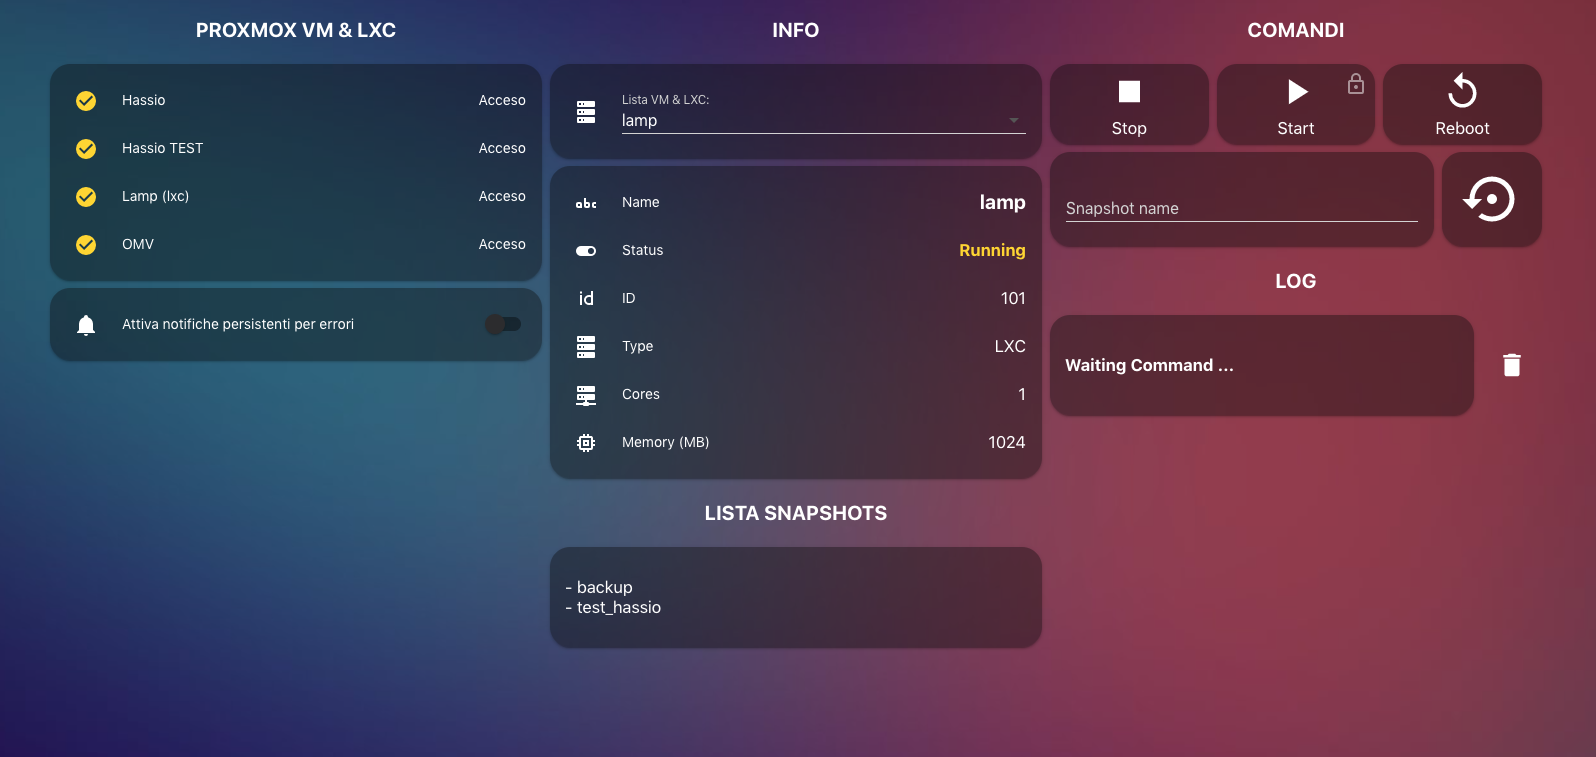 PROXMOX VM & LXC
Hassio Acceso
Hassio TEST Acceso
Lamp (lxc) Acceso
OMV Acceso
Attiva notifiche persistenti per errori
INFO
Lista VM & LXC:
lamp
abc Name lamp
Status Running
id ID 101
Type LXC
Cores 1
Memory (MB) 1024
LISTA SNAPSHOTS
- backup
- test_hassio
COMANDI
Stop Start Reboot
Snapshot name
LOG
Waiting Command ...